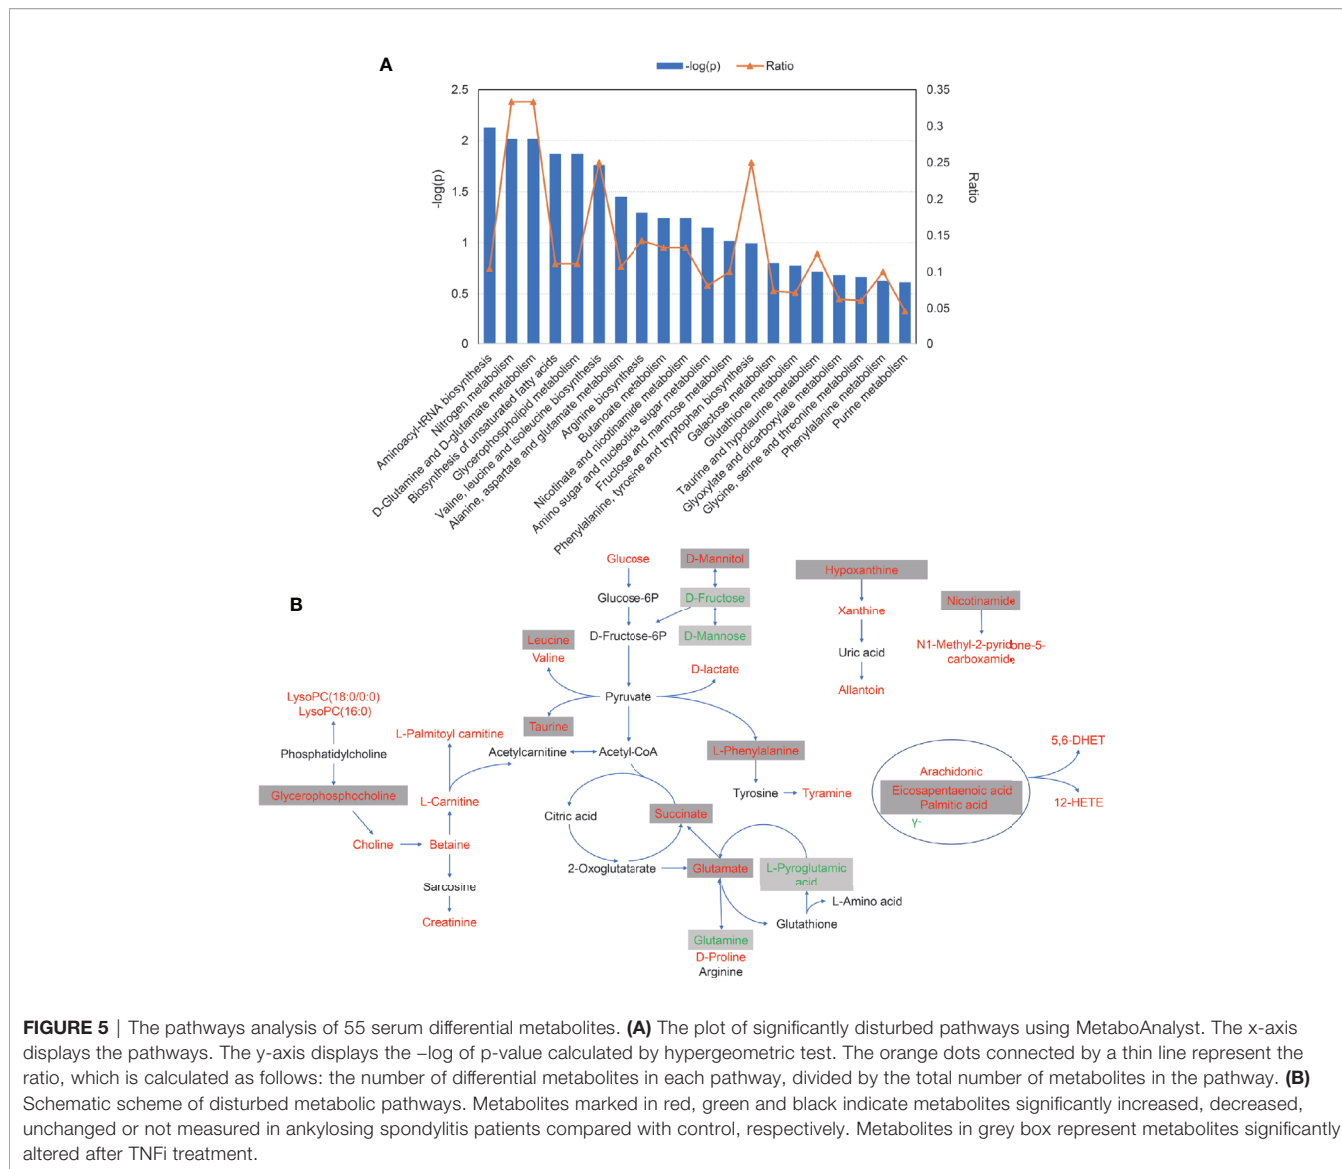 A
-log(p)
Ratio
2.5
2
1.5
1
0.5
0
-log(p)
0.35
0.3
0.25
0.2
0.15
0.1
0.05
0
Ratio
Aminoacyl-tRNA biosynthesis
Nitrogen metabolism
D-Glutamine and D-glutamate metabolism
Biosynthesis of unsaturated fatty acids
Glycerophospholipid metabolism
Valine, leucine and isoleucine biosynthesis
Alanine, aspartate and glutamate metabolism
Arginine biosynthesis
Butanoate metabolism
Nicotinate and nicotinamide metabolism
Amino sugar and nucleotide sugar metabolism
Fructose and mannose metabolism
Phenylalanine, tyrosine and tryptophan biosynthesis
Galactose metabolism
Glutathione metabolism
Taurine and hypotaurine metabolism
Glyoxylate and dicarboxylate metabolism
Glycine, serine and threonine metabolism
Phenylalanine metabolism
Purine metabolism
B
Glucose
Glucose-6P
D-Fructose-6P
D-Mannitol
D-Fructose
D-Mannose
Leucine
Valine
Taurine
Pyruvate
D-lactate
LysoPC(18:0/0:0)
LysoPC(16:0)
Phosphatidylcholine
Glycerophosphocholine
Choline
L-Palmitoyl carnitine
L-Carnitine
Betaine
Sarcosine
Creatinine
Acetylcarnitine
Acetyl-CoA
L-Phenylalanine
Tyrosine
Tyramine
Citric acid
Succinate
2-Oxoglutatarate
Glutamate
L-Pyroglutamic
acid
L-Amino acid
Glutathione
Glutamine
D-Proline
Arginine
Hypoxanthine
Xanthine
Uric acid
Allantoin
Nicotinamide
N1-Methyl-2-pyridone-5-
carboxamide
Arachidonic
Eicosapentaenoic acid
Palmitic acid
γ-
5,6-DHET
12-HETE
FIGURE 5 | The pathways analysis of 55 serum differential metabolites. (A) The plot of significantly disturbed pathways using MetaboAnalyst. The x-axis
displays the pathways. The y-axis displays the –log of p-value calculated by hypergeometric test. The orange dots connected by a thin line represent the
ratio, which is calculated as follows: the number of differential metabolites in each pathway, divided by the total number of metabolites in the pathway. (B)
Schematic scheme of disturbed metabolic pathways. Metabolites marked in red, green and black indicate metabolites significantly increased, decreased,
unchanged or not measured in ankylosing spondylitis patients compared with control, respectively. Metabolites in grey box represent metabolites significantly
altered after TNFi treatment.